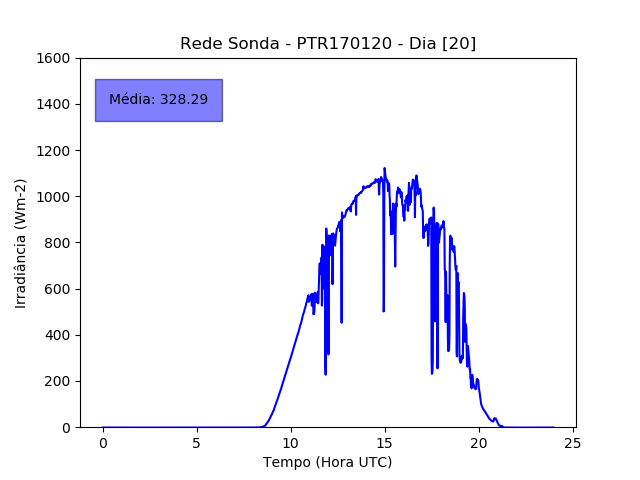 Rede Sonda - PTR170120 - Dia [20]
1600
1400
1200
1000
800
600
400
200
0
Irradiância (Wm-2)
Média: 328.29
0 5 10 15 20 25
Tempo (Hora UTC)